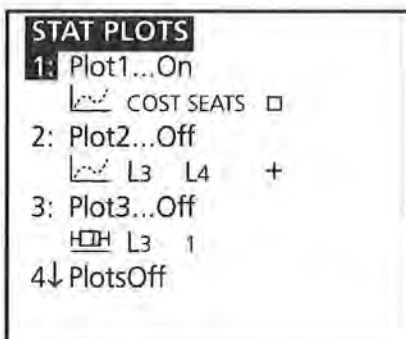 STAT PLOTS
1: Plot1...On
COST SEATS □
2: Plot2...Off
L3 L4 +
3: Plot3...Off
L3 1
4↓PlotsOff